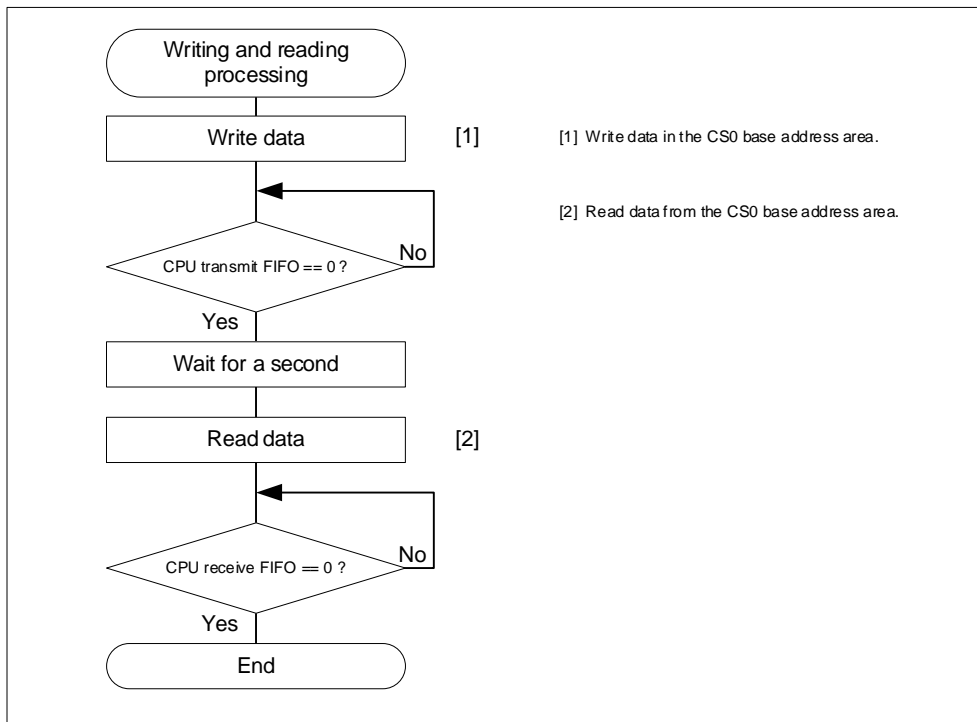 Writing and reading
processing
Write data
[1]
[1] Write data in the CS0 base address area.
[2] Read data from the CS0 base address area.
No
CPU transmit FIFO == 0 ?
Yes
Wait for a second
Read data
[2]
No
CPU receive FIFO == 0 ?
Yes
End